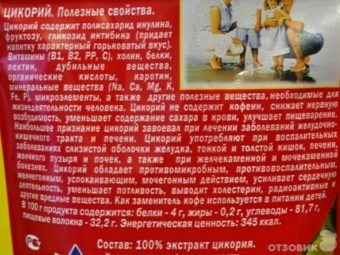 ЦИКОРИЙ. Полезные свойства.
Цикорий содержит полисахарид инулина,
фруктозу, гликозид интибина (придает
напитку характерный горьковатый вкус).
Витамины (В1, В2, РР, С), холин, белки,
пектин, дубильные вещества,
органические кислоты, каротин,
минеральные вещества (Na, Ca, Mg, K,
Fe, P), микроэлементы, а также другие полезные вещества, необходимые для
жизнедеятельности человека. Цикорий не содержит кофеин, снижает нервную
возбудимость, уменьшает содержание сахара в крови, улучшает пищеварение.
Наибольшее признание цикорий завоевал при лечении заболеваний желудочно-
кишечного тракта и печени. Цикорий употребляют при воспалительных
заболеваниях слизистой оболочки желудка, тонкой и толстой кишок, печени,
желчного пузыря и почек, а также при желчекаменной и мочекаменной
болезни. Цикорий обладает противомикробным, противовоспалительным,
желчегонным, успокаивающим, мочегонным действием, усиливает сердечную
деятельность, уменьшает потливость, выводит холестерин, радиоактивные и
другие вредные вещества. Как заменитель кофе используется в питании детей.
В 100 г продукта содержится: белки - 4 г, жиры - 0,2 г, углеводы - 81,7 г,
пищевые волокна - 32,2 г. Энергетическая ценность: 345 ккал.
Состав: 100% экстракт цикория.
ОТЗОВИК